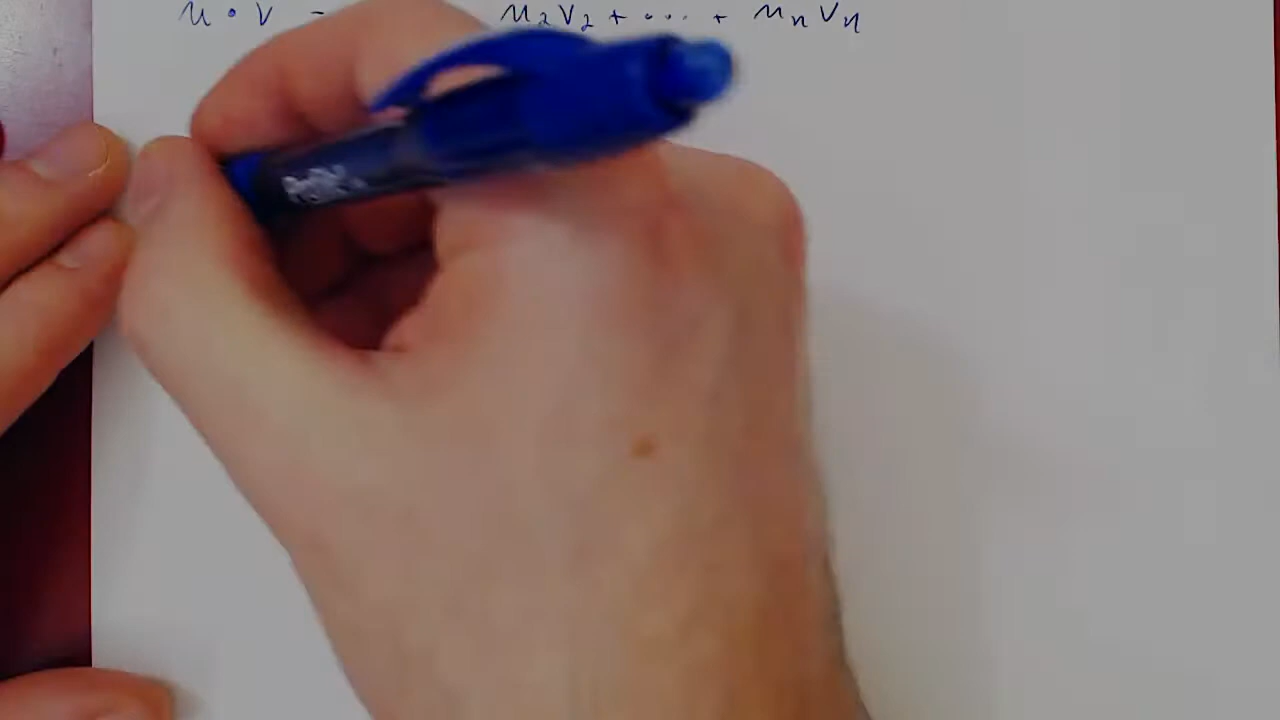 u • v = u₂v₂ + ... + uₙvₙ